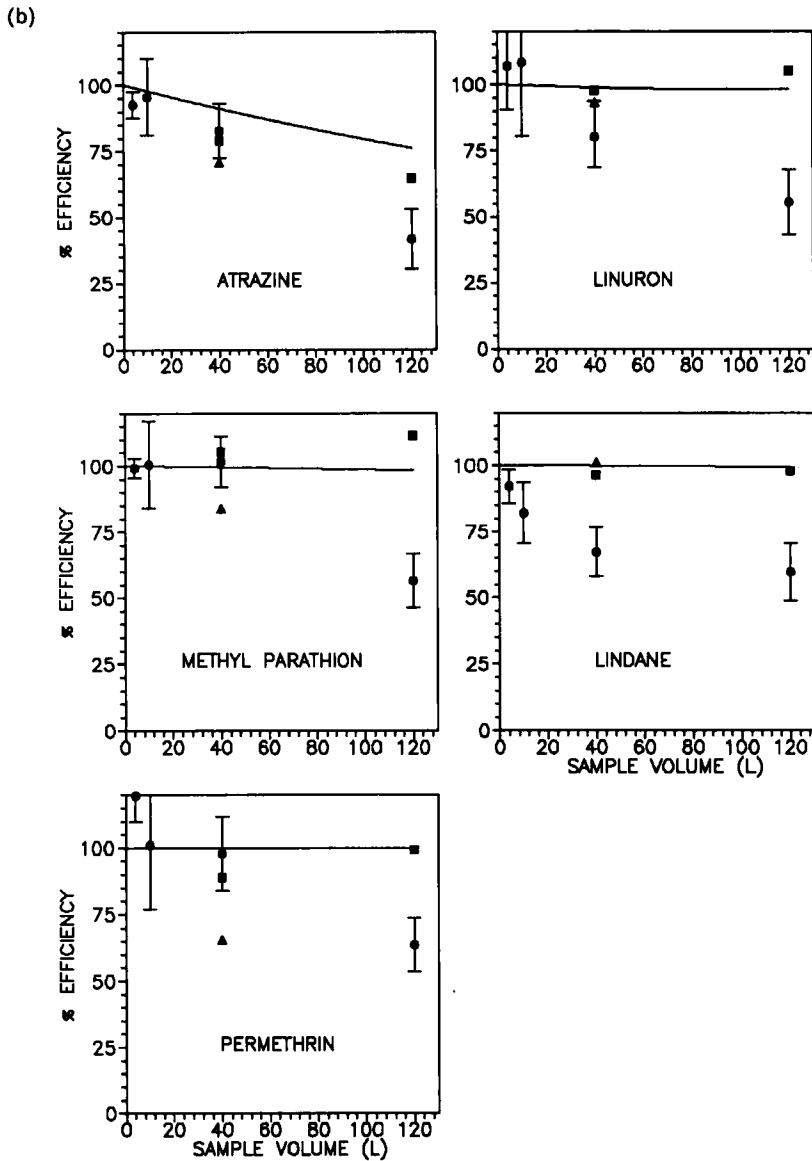 (b)
100
75
50
25
0
% EFFICIENCY
ATRAZINE
0 20 40 60 80 100 120
100
75
50
25
0
LINURON
0 20 40 60 80 100 120
100
75
50
25
0
% EFFICIENCY
METHYL PARATHION
0 20 40 60 80 100 120
100
75
50
25
0
LINDANE
0 20 40 60 80 100 120
SAMPLE VOLUME (L)
100
75
50
25
0
% EFFICIENCY
PERMETHRIN
0 20 40 60 80 100 120
SAMPLE VOLUME (L)